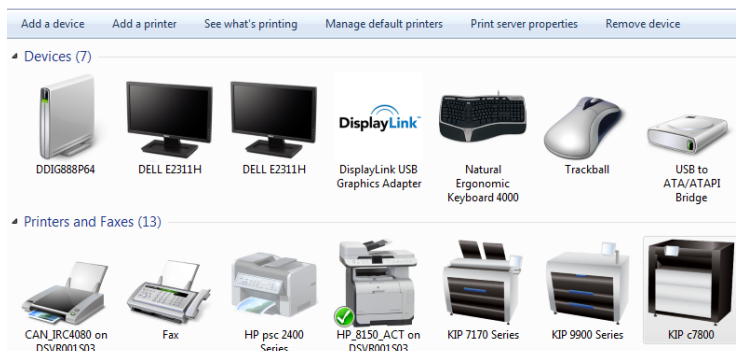 Add a device Add a printer See what's printing Manage default printers Print server properties Remove device
Devices (7)
DisplayLink
DDIG888P64 DELL E2311H DELL E2311H DisplayLink USB Natural Trackball USB to
Graphics Adapter Ergonomic ATA/ATAPI
Keyboard 4000 Bridge
Printers and Faxes (13)
CAN_IRC4080 on Fax HP psc 2400 HP_8150_ACT on KIP 7170 Series KIP 9900 Series KIP c7800
DSVR001S03 Series DSVR001S03